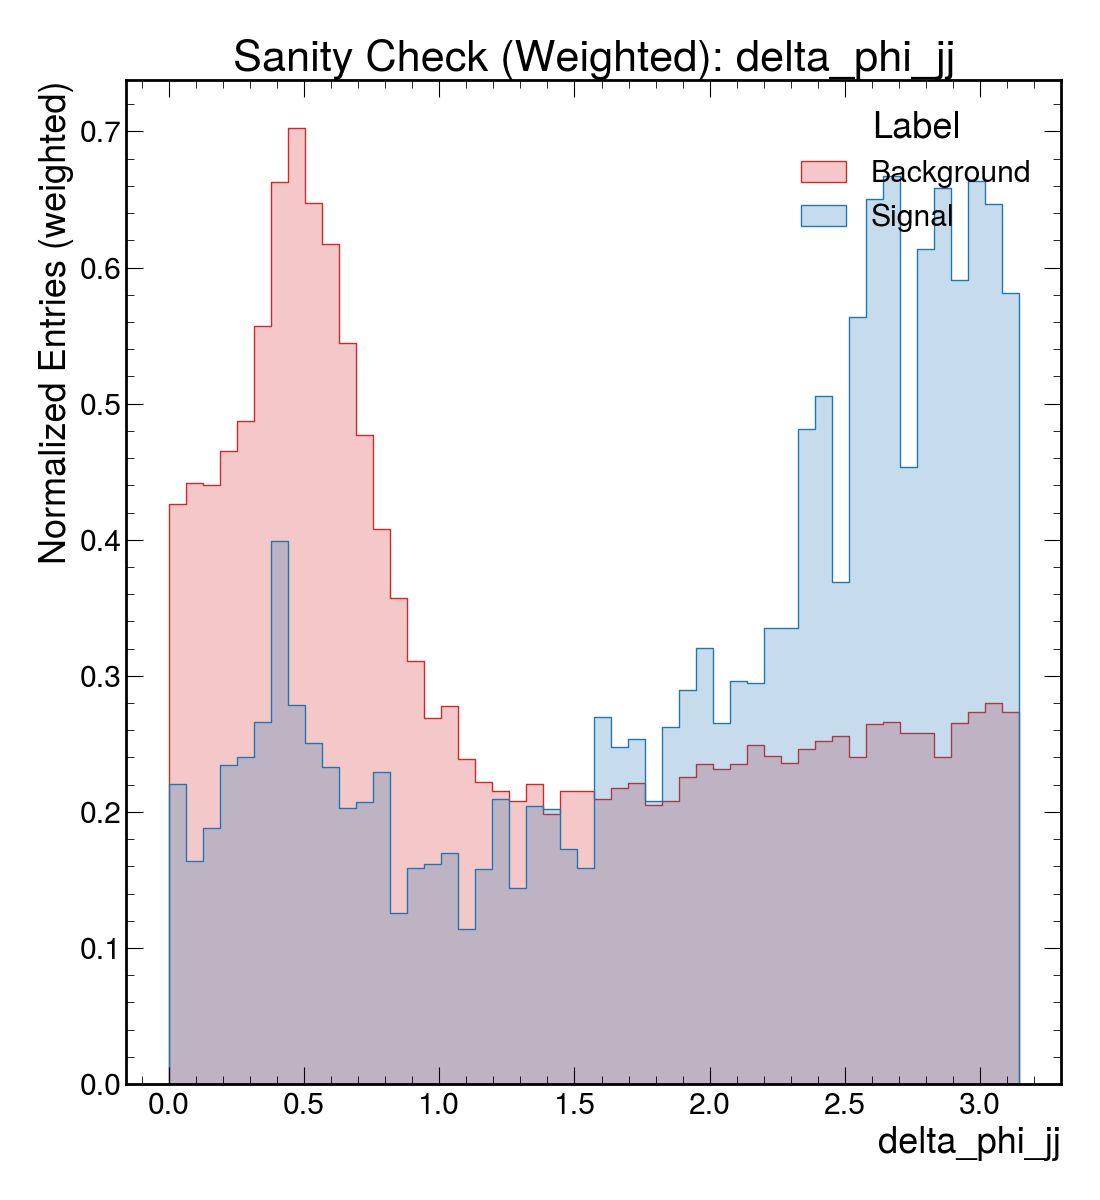 Sanity Check (Weighted): delta_phi_jj
Normalized Entries (weighted)
Label
Background
Signal
0.7
0.6
0.5
0.4
0.3
0.2
0.1
0.0
0.0 0.5 1.0 1.5 2.0 2.5 3.0
delta_phi_jj